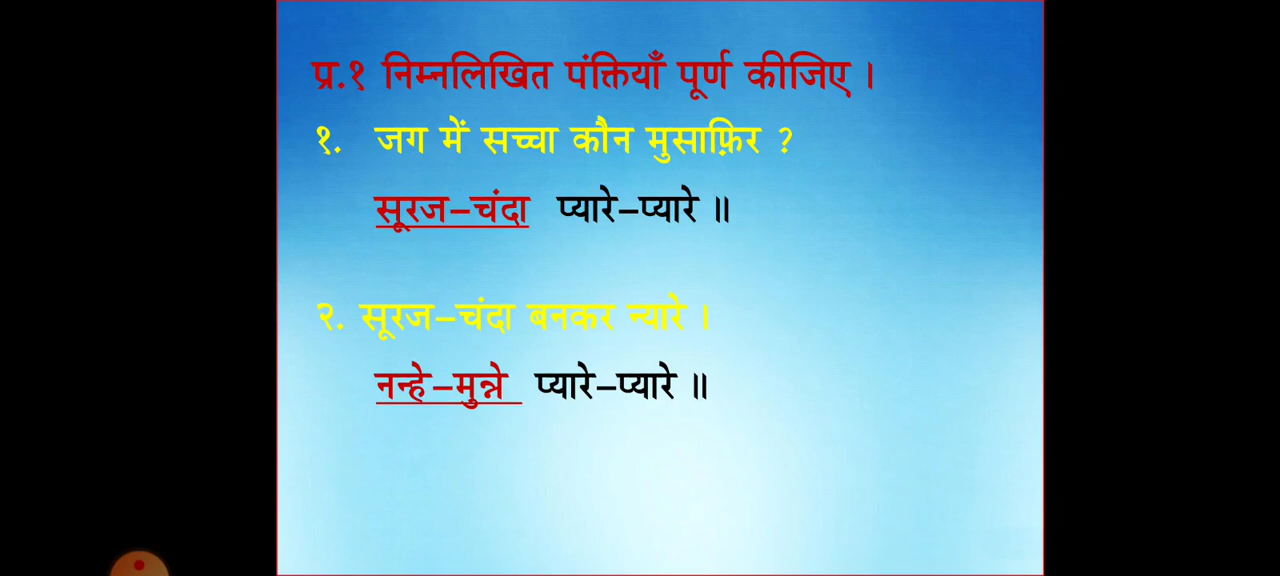 प्र.१ निम्नलिखित पंक्तियाँ पूर्ण कीजिए ।
१. जग में सच्चा कौन मुसाफ़िर ?
सूरज–चंदा प्यारे–प्यारे ॥
२. सूरज–चंदा बनकर न्यारे ।
नन्हे–मुन्ने प्यारे–प्यारे ॥